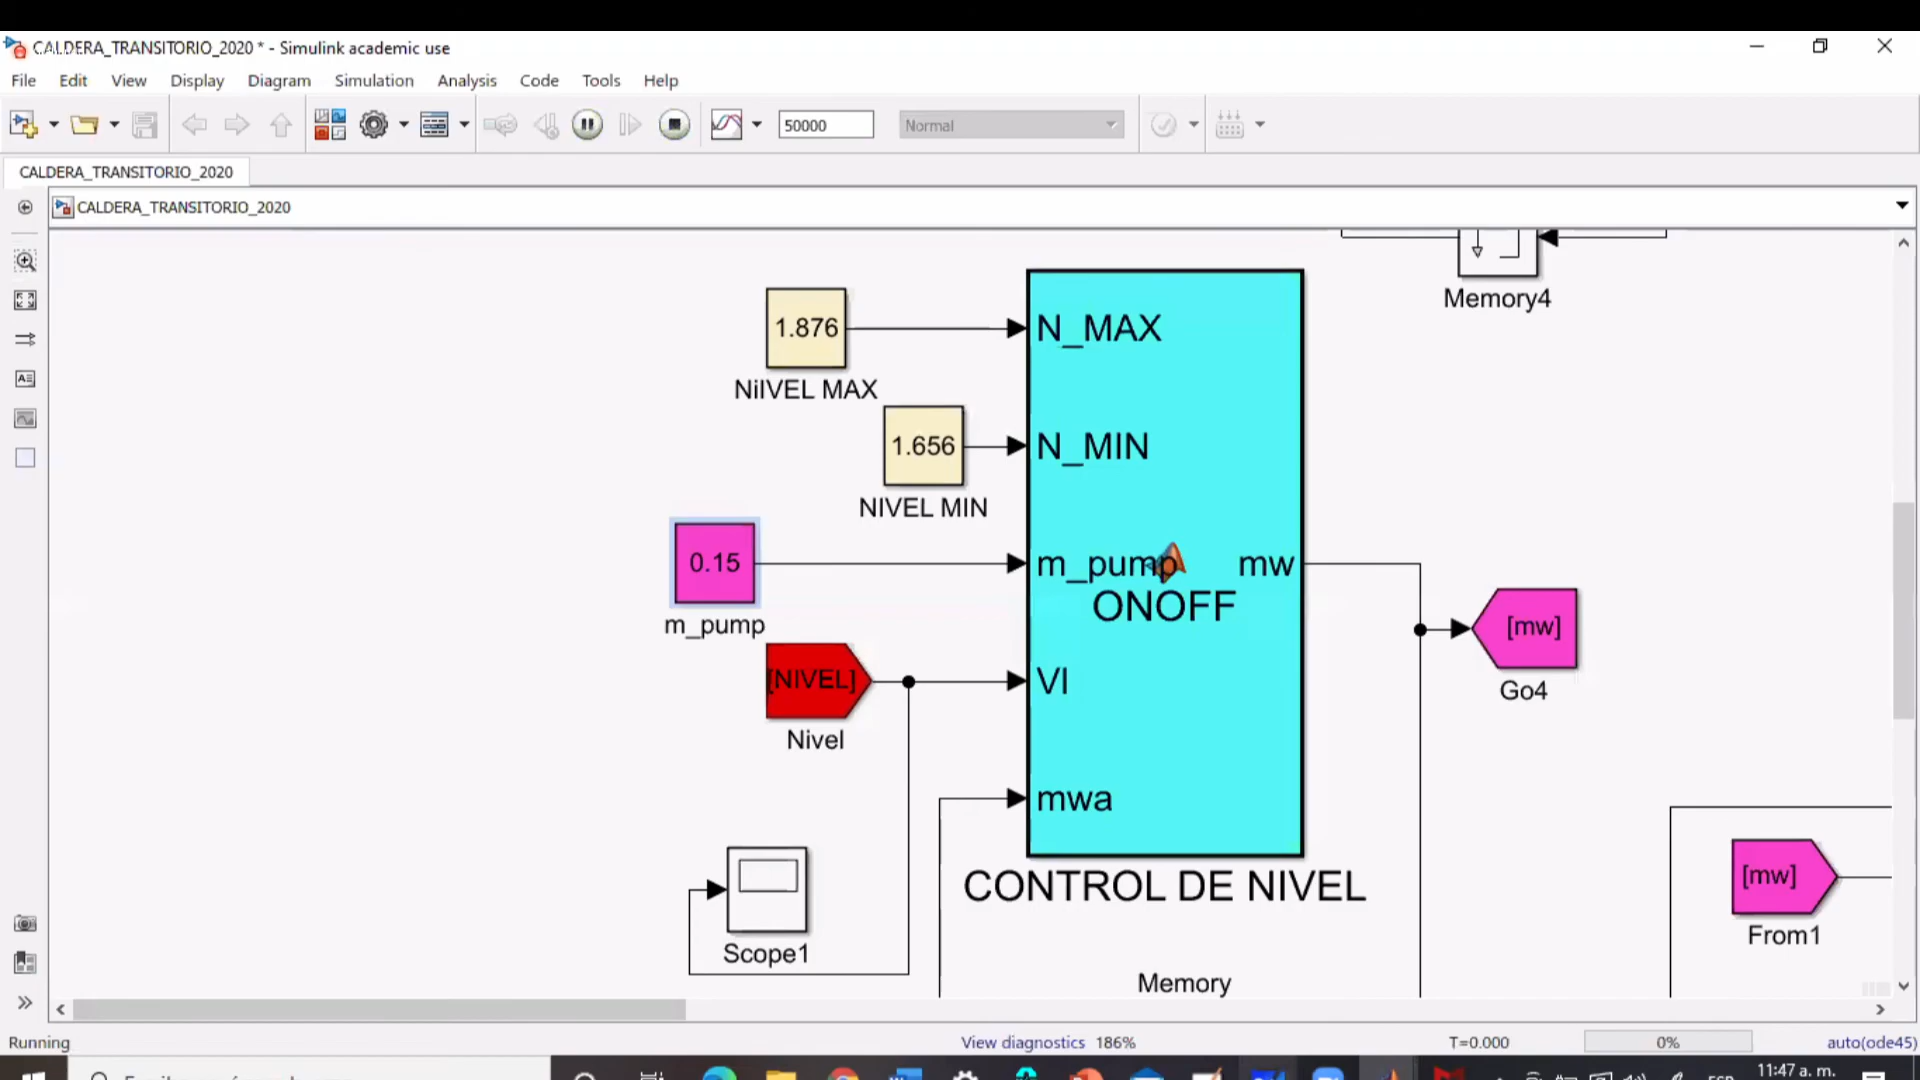 CALDERA_TRANSITORIO_2020 * - Simulink academic use
File Edit View Display Diagram Simulation Analysis Code Tools Help
50000 Normal
CALDERA_TRANSITORIO_2020
CALDERA_TRANSITORIO_2020
Memory4
1.876
N_MAX
NiIVEL MAX
1.656
N_MIN
NIVEL MIN
0.15
m_pump mw
ONOFF
m_pump
[mw]
Go4
[NIVEL]
VI
Nivel
mwa
CONTROL DE NIVEL
[mw]
From1
Scope1
Memory
Running View diagnostics 186% T=0.000 0% auto(ode45)
11:47 a. m.